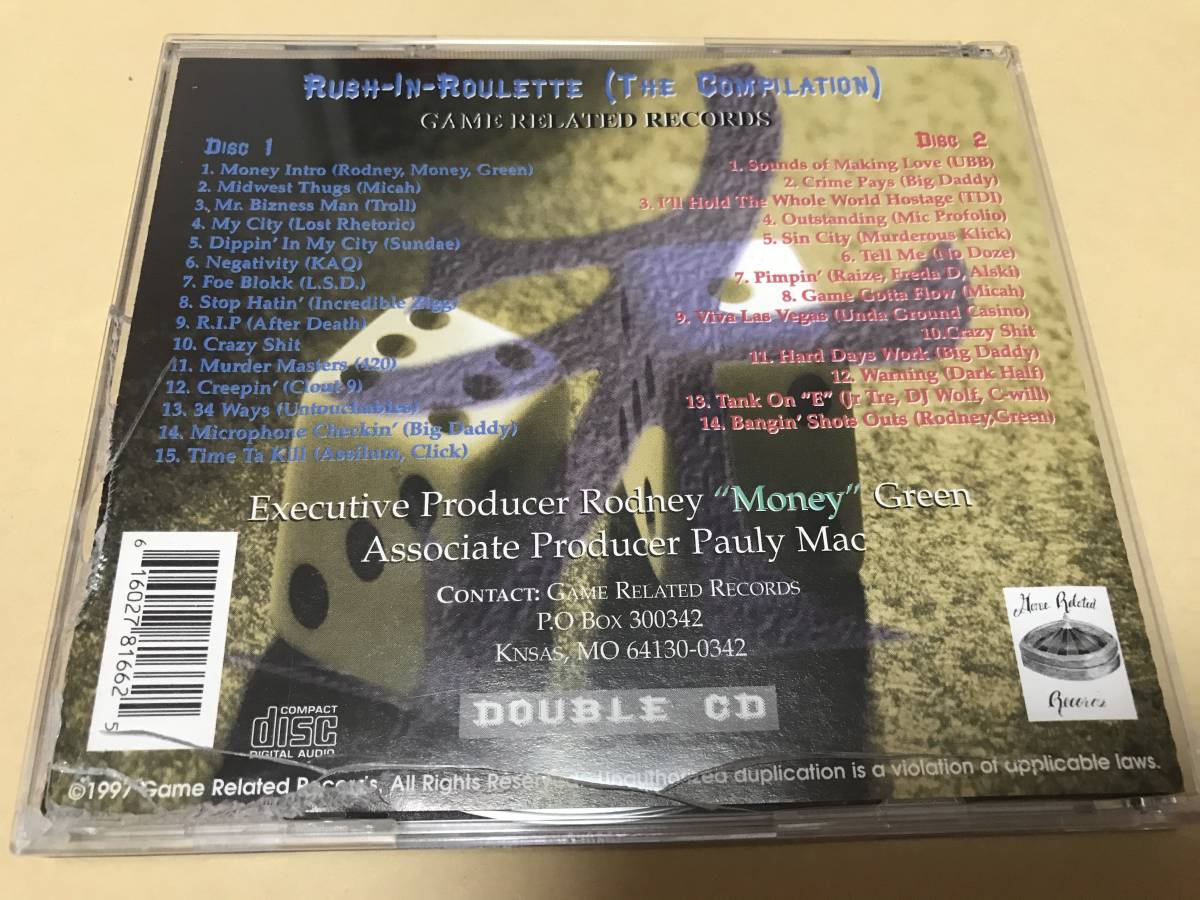 Rush-In-Roulette (The Compilation)
GAME RELATED RECORDS
Disc 1
1. Money Intro (Rodney, Money, Green)
2. Midwest Thugs (Micah)
3. Mr. Bizness Man (Troll)
4. My City (Lost Rhetoric)
5. Dippin' In My City (Sundae)
6. Negativity (KAQ)
7. Foe Blokk (L.S.D.)
8. Stop Hatin' (Incredible Zigg)
9. R.I.P (After Death)
10. Crazy Shit
11. Murder Masters (420)
12. Creepin' (Clout 9)
13. 34 Ways (Untouchables)
14. Microphone Checkin' (Big Daddy)
15. Time Ta Kill (Assilum, Click)
Disc 2
1. Sounds of Making Love (UBB)
2. Crime Pays (Big Daddy)
3. I'll Hold The Whole World Hostage (TDI)
4. Outstanding (Mic Profolio)
5. Sin City (Murderous Klick)
6. Tell Me (No Doze)
7. Pimpin' (Raize, Freda D, Alski)
8. Game Gotta Flow (Micah)
9. Viva Las Vegas (Unda Ground Casino)
10.Crazy Shit
11. Hard Days Work (Big Daddy)
12. Warning (Dark Half)
13. Tank On "E" (Jr Tre, DJ Wolf, C-will)
14. Bangin' Shots Outs (Rodney,Green)
Executive Producer Rodney "Money" Green
Associate Producer Pauly Mac
Contact: Game Related Records
P.O Box 300342
Knsas, MO 64130-0342
DOUBLE CD
6 16027 81662 5
COMPACT
disc
DIGITAL AUDIO
Game Related
Records
©1997 Game Related Records, All Rights Reserved. Unauthorized duplication is a violation of applicable laws.